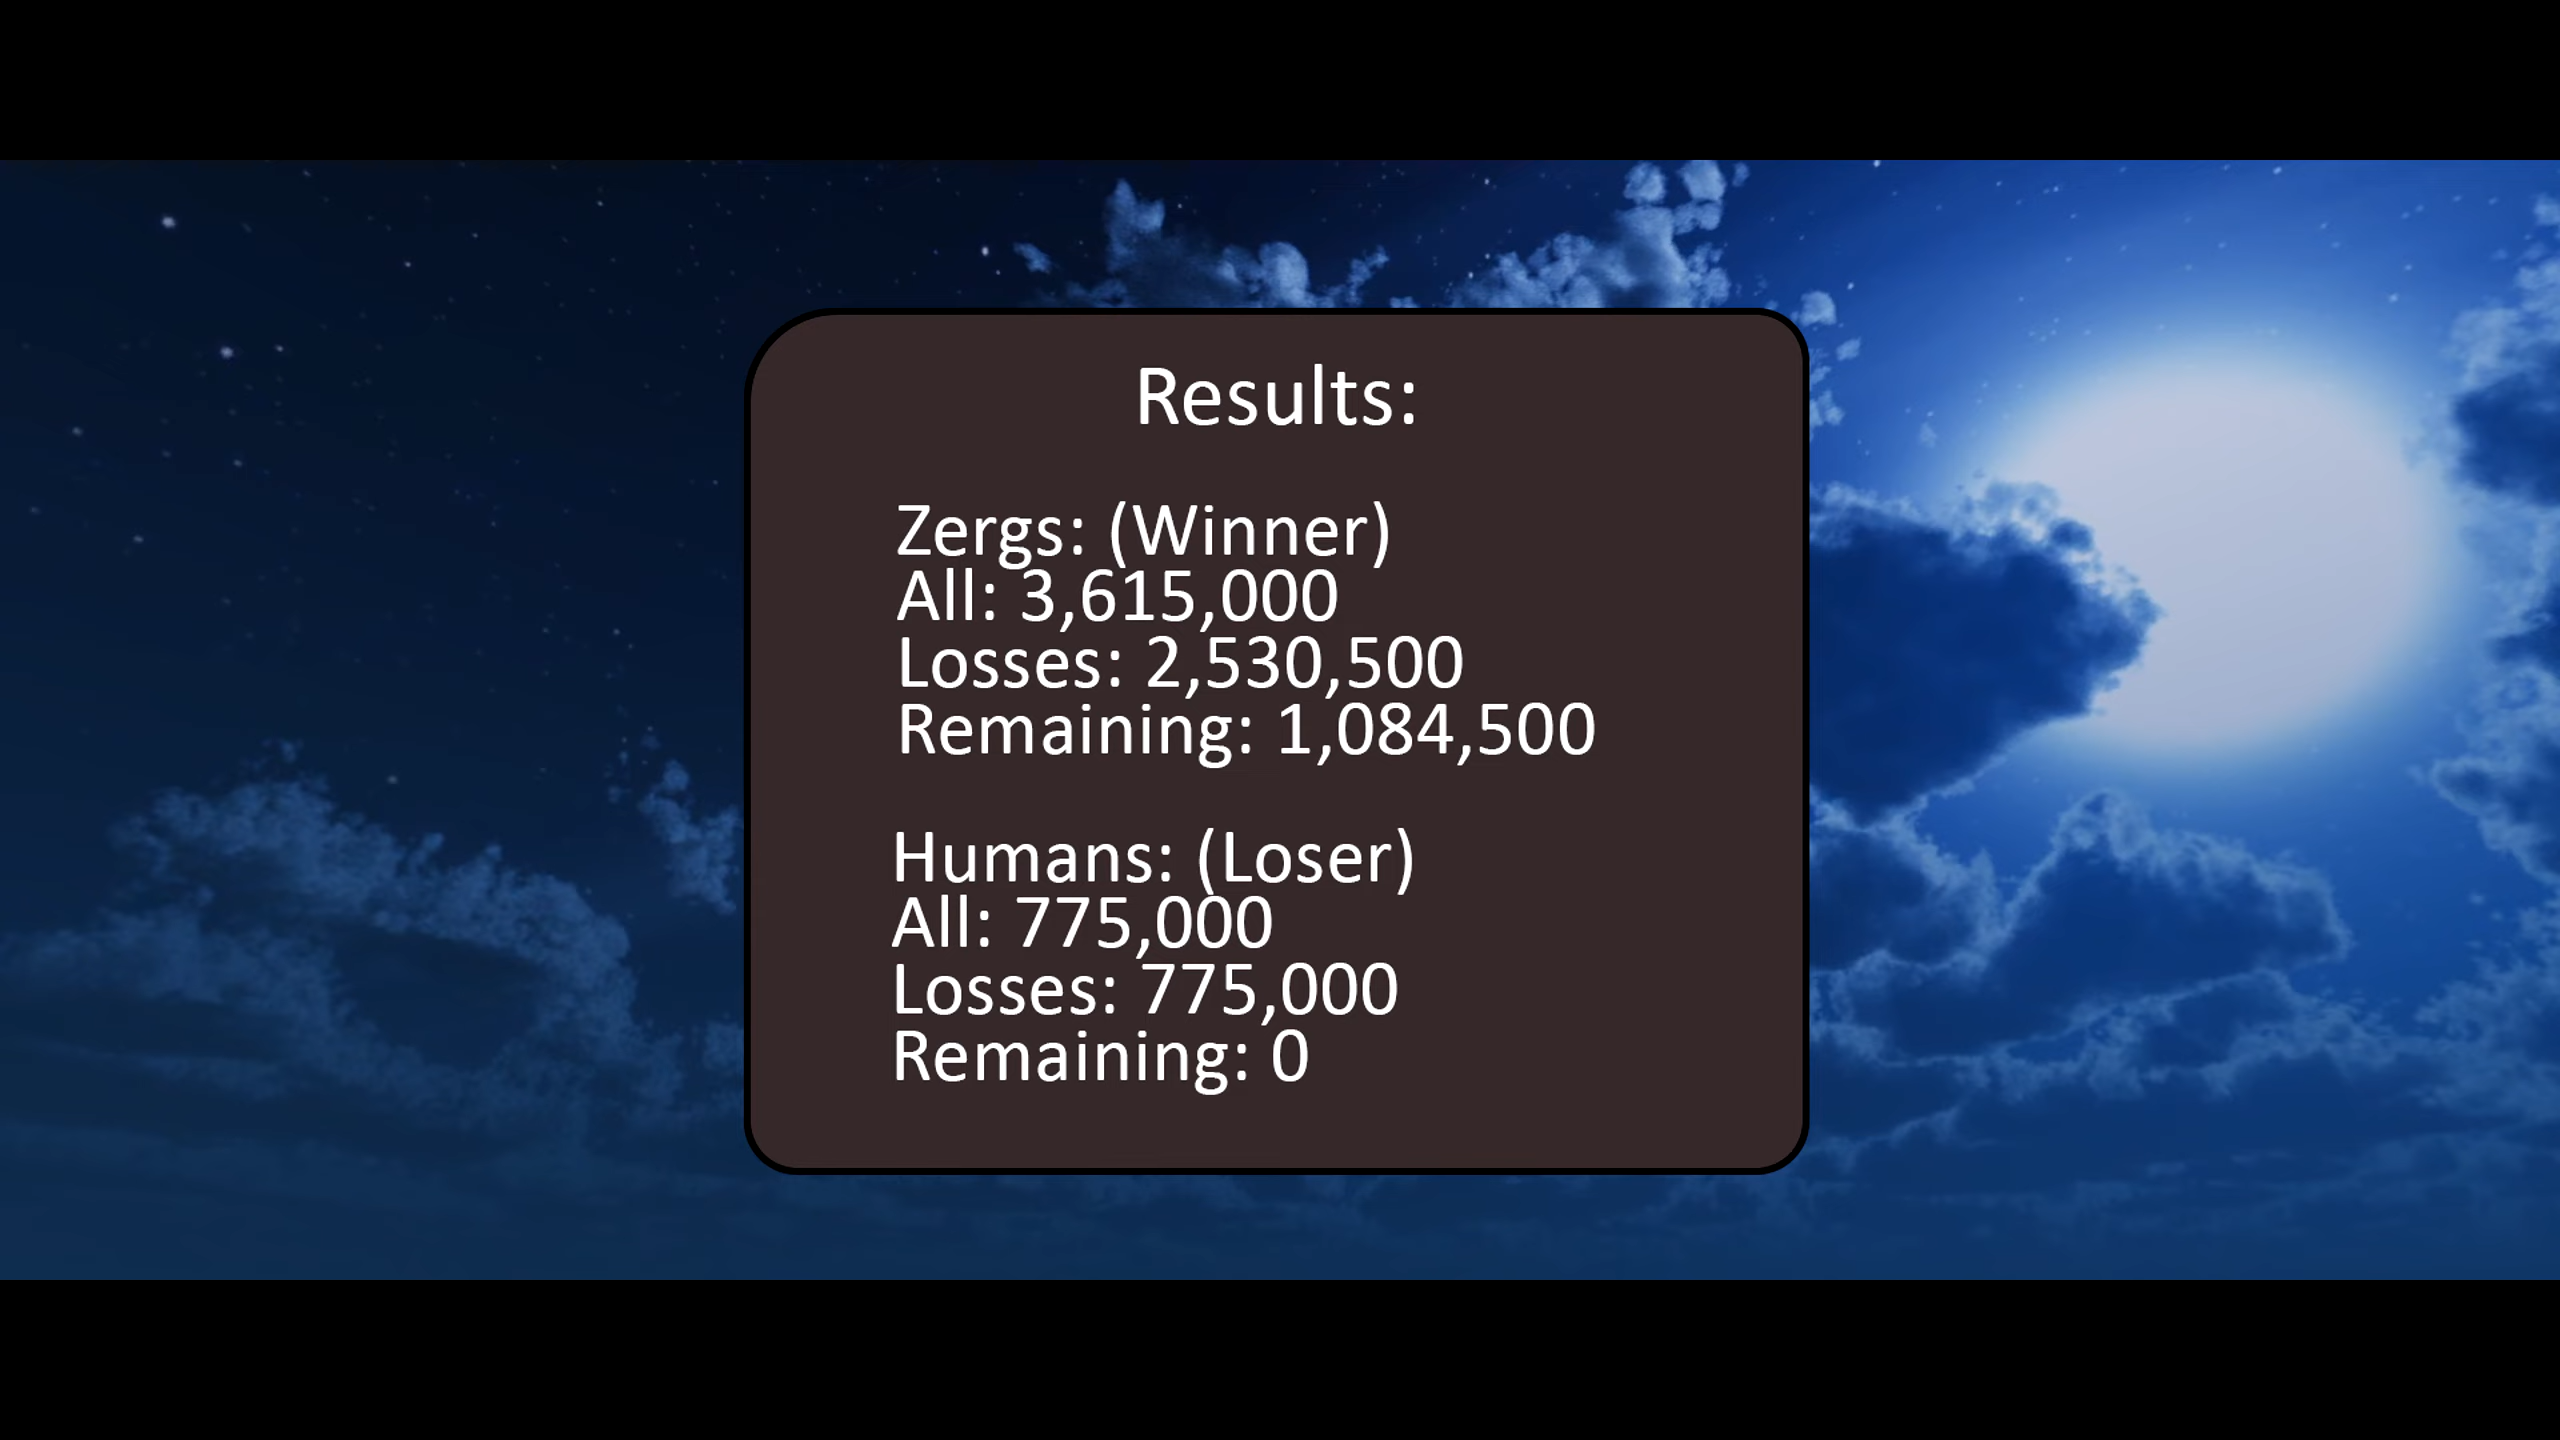 Results:
Zergs: (Winner)
All: 3,615,000
Losses: 2,530,500
Remaining: 1,084,500
Humans: (Loser)
All: 775,000
Losses: 775,000
Remaining: 0